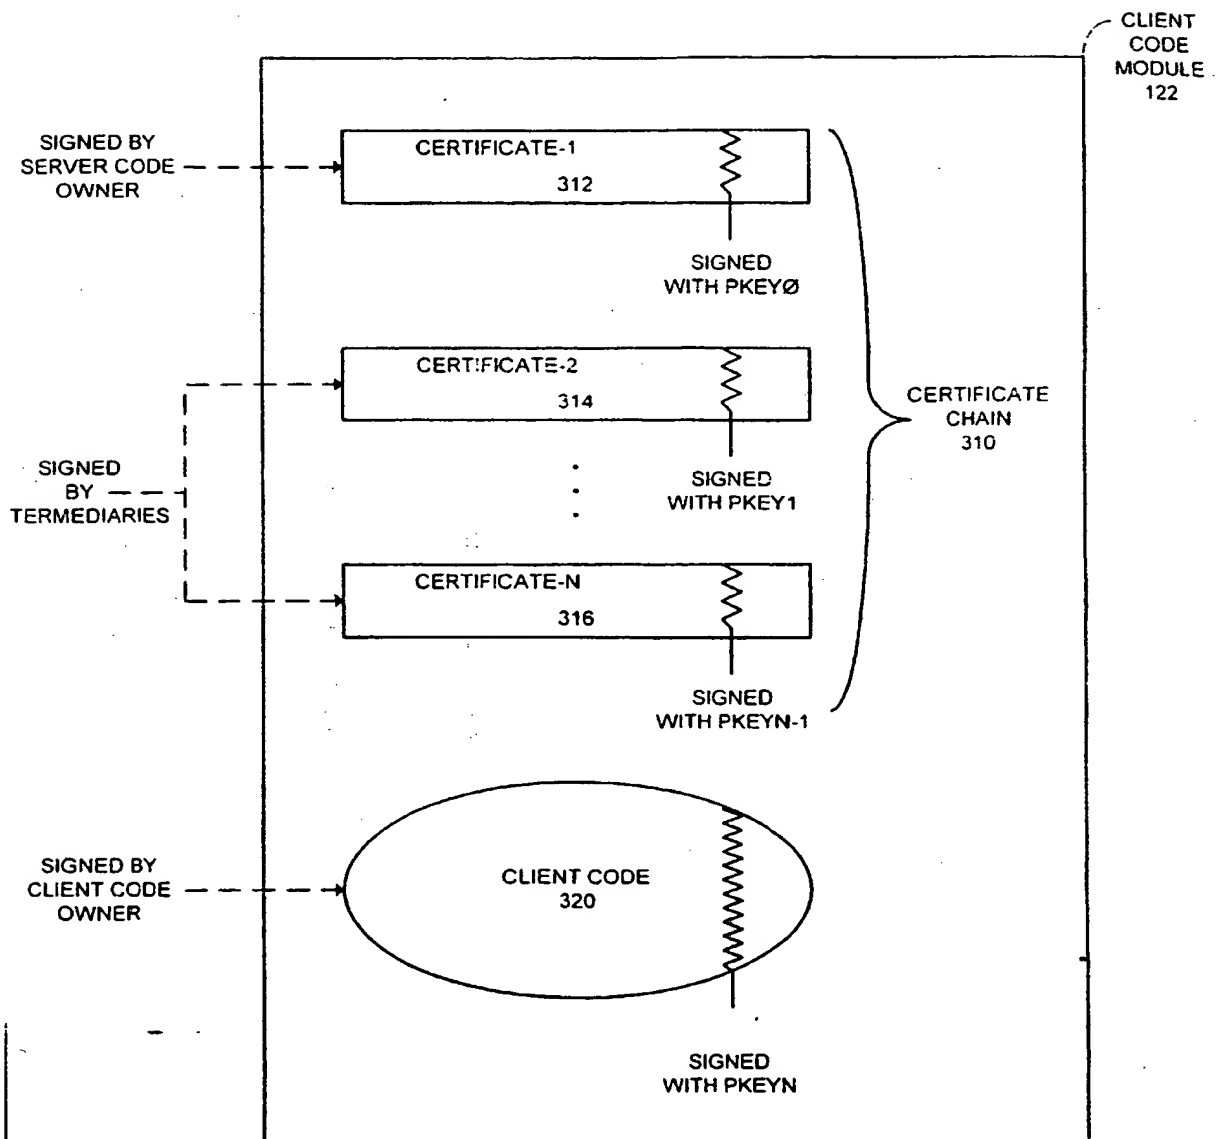 CLIENT
CODE
MODULE
122
SIGNED BY
SERVER CODE
OWNER
CERTIFICATE-1
312
SIGNED
WITH PKEYØ
CERTIFICATE-2
314
SIGNED
WITH PKEY1
CERTIFICATE
CHAIN
310
SIGNED
BY
TERMEDIARIES
CERTIFICATE-N
316
SIGNED
WITH PKEYN-1
SIGNED BY
CLIENT CODE
OWNER
CLIENT CODE
320
SIGNED
WITH PKEYN